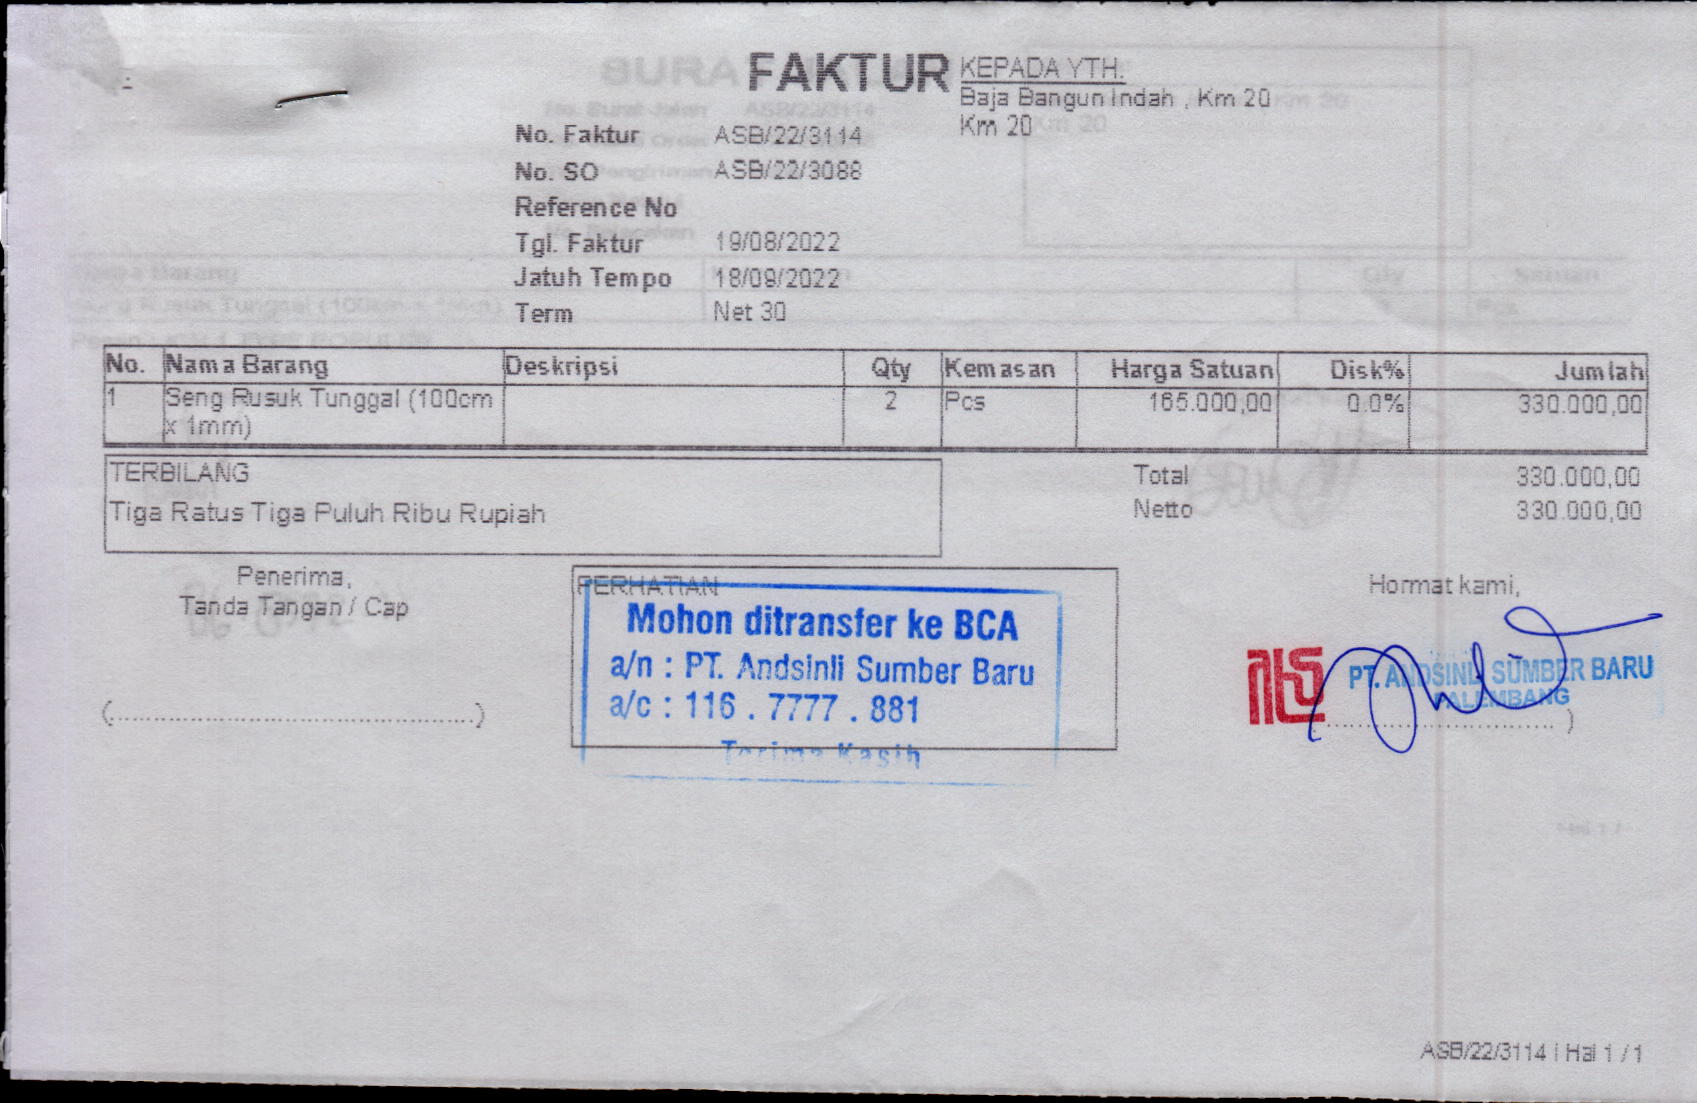 FAKTUR
KEPADA YTH:
Baja Bangun Indah , Km 20
Km 20
No. Faktur ASB/22/3114
No. SO ASB/22/3088
Reference No
Tgl. Faktur 19/08/2022
Jatuh Tempo 18/09/2022
Term Net 30
No. Nama Barang Deskripsi Qty Kemasan Harga Satuan Disk% Jumlah
1 Seng Rusuk Tunggal (100cm 2 Pcs 165.000,00 0.0% 330.000,00
x 1mm)
TERBILANG
Tiga Ratus Tiga Puluh Ribu Rupiah
Total 330.000,00
Netto 330.000,00
Penerima,
Tanda Tangan / Cap
(................................................)
PERHATIAN
Mohon ditransfer ke BCA
a/n : PT. Andsinli Sumber Baru
a/c : 116 . 7777 . 881
Terima Kasih
Hormat kami,
PT. ANDSINLI SUMBER BARU
PALEMBANG
ASB/22/3114 | Hal 1 / 1